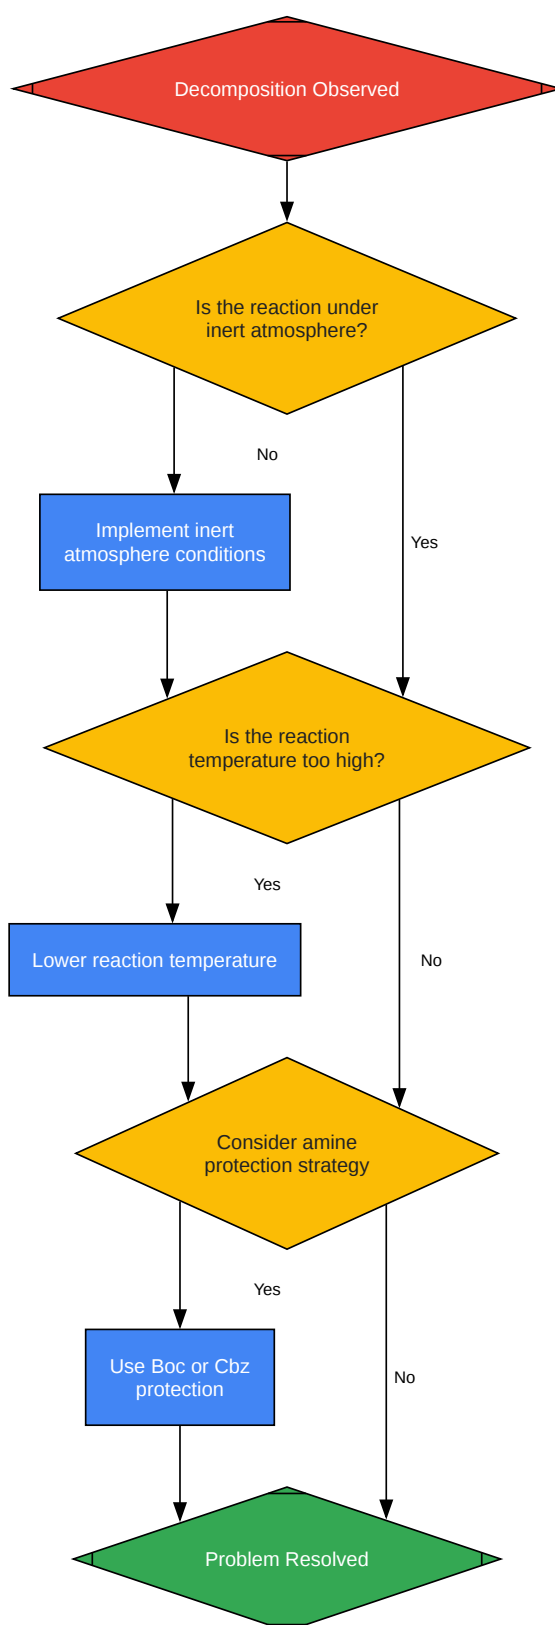 Decomposition Observed
Is the reaction under
inert atmosphere?
No
Implement inert
atmosphere conditions
Yes
Is the reaction
temperature too high?
Yes
Lower reaction temperature
No
Consider amine
protection strategy
Yes
Use Boc or Cbz
protection
No
Problem Resolved